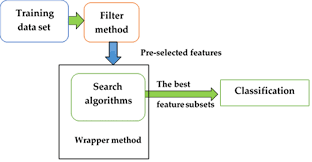 Training
data set
Filter
method
Pre-selected features
Search
algorithms
The best
feature subsets
Classification
Wrapper method